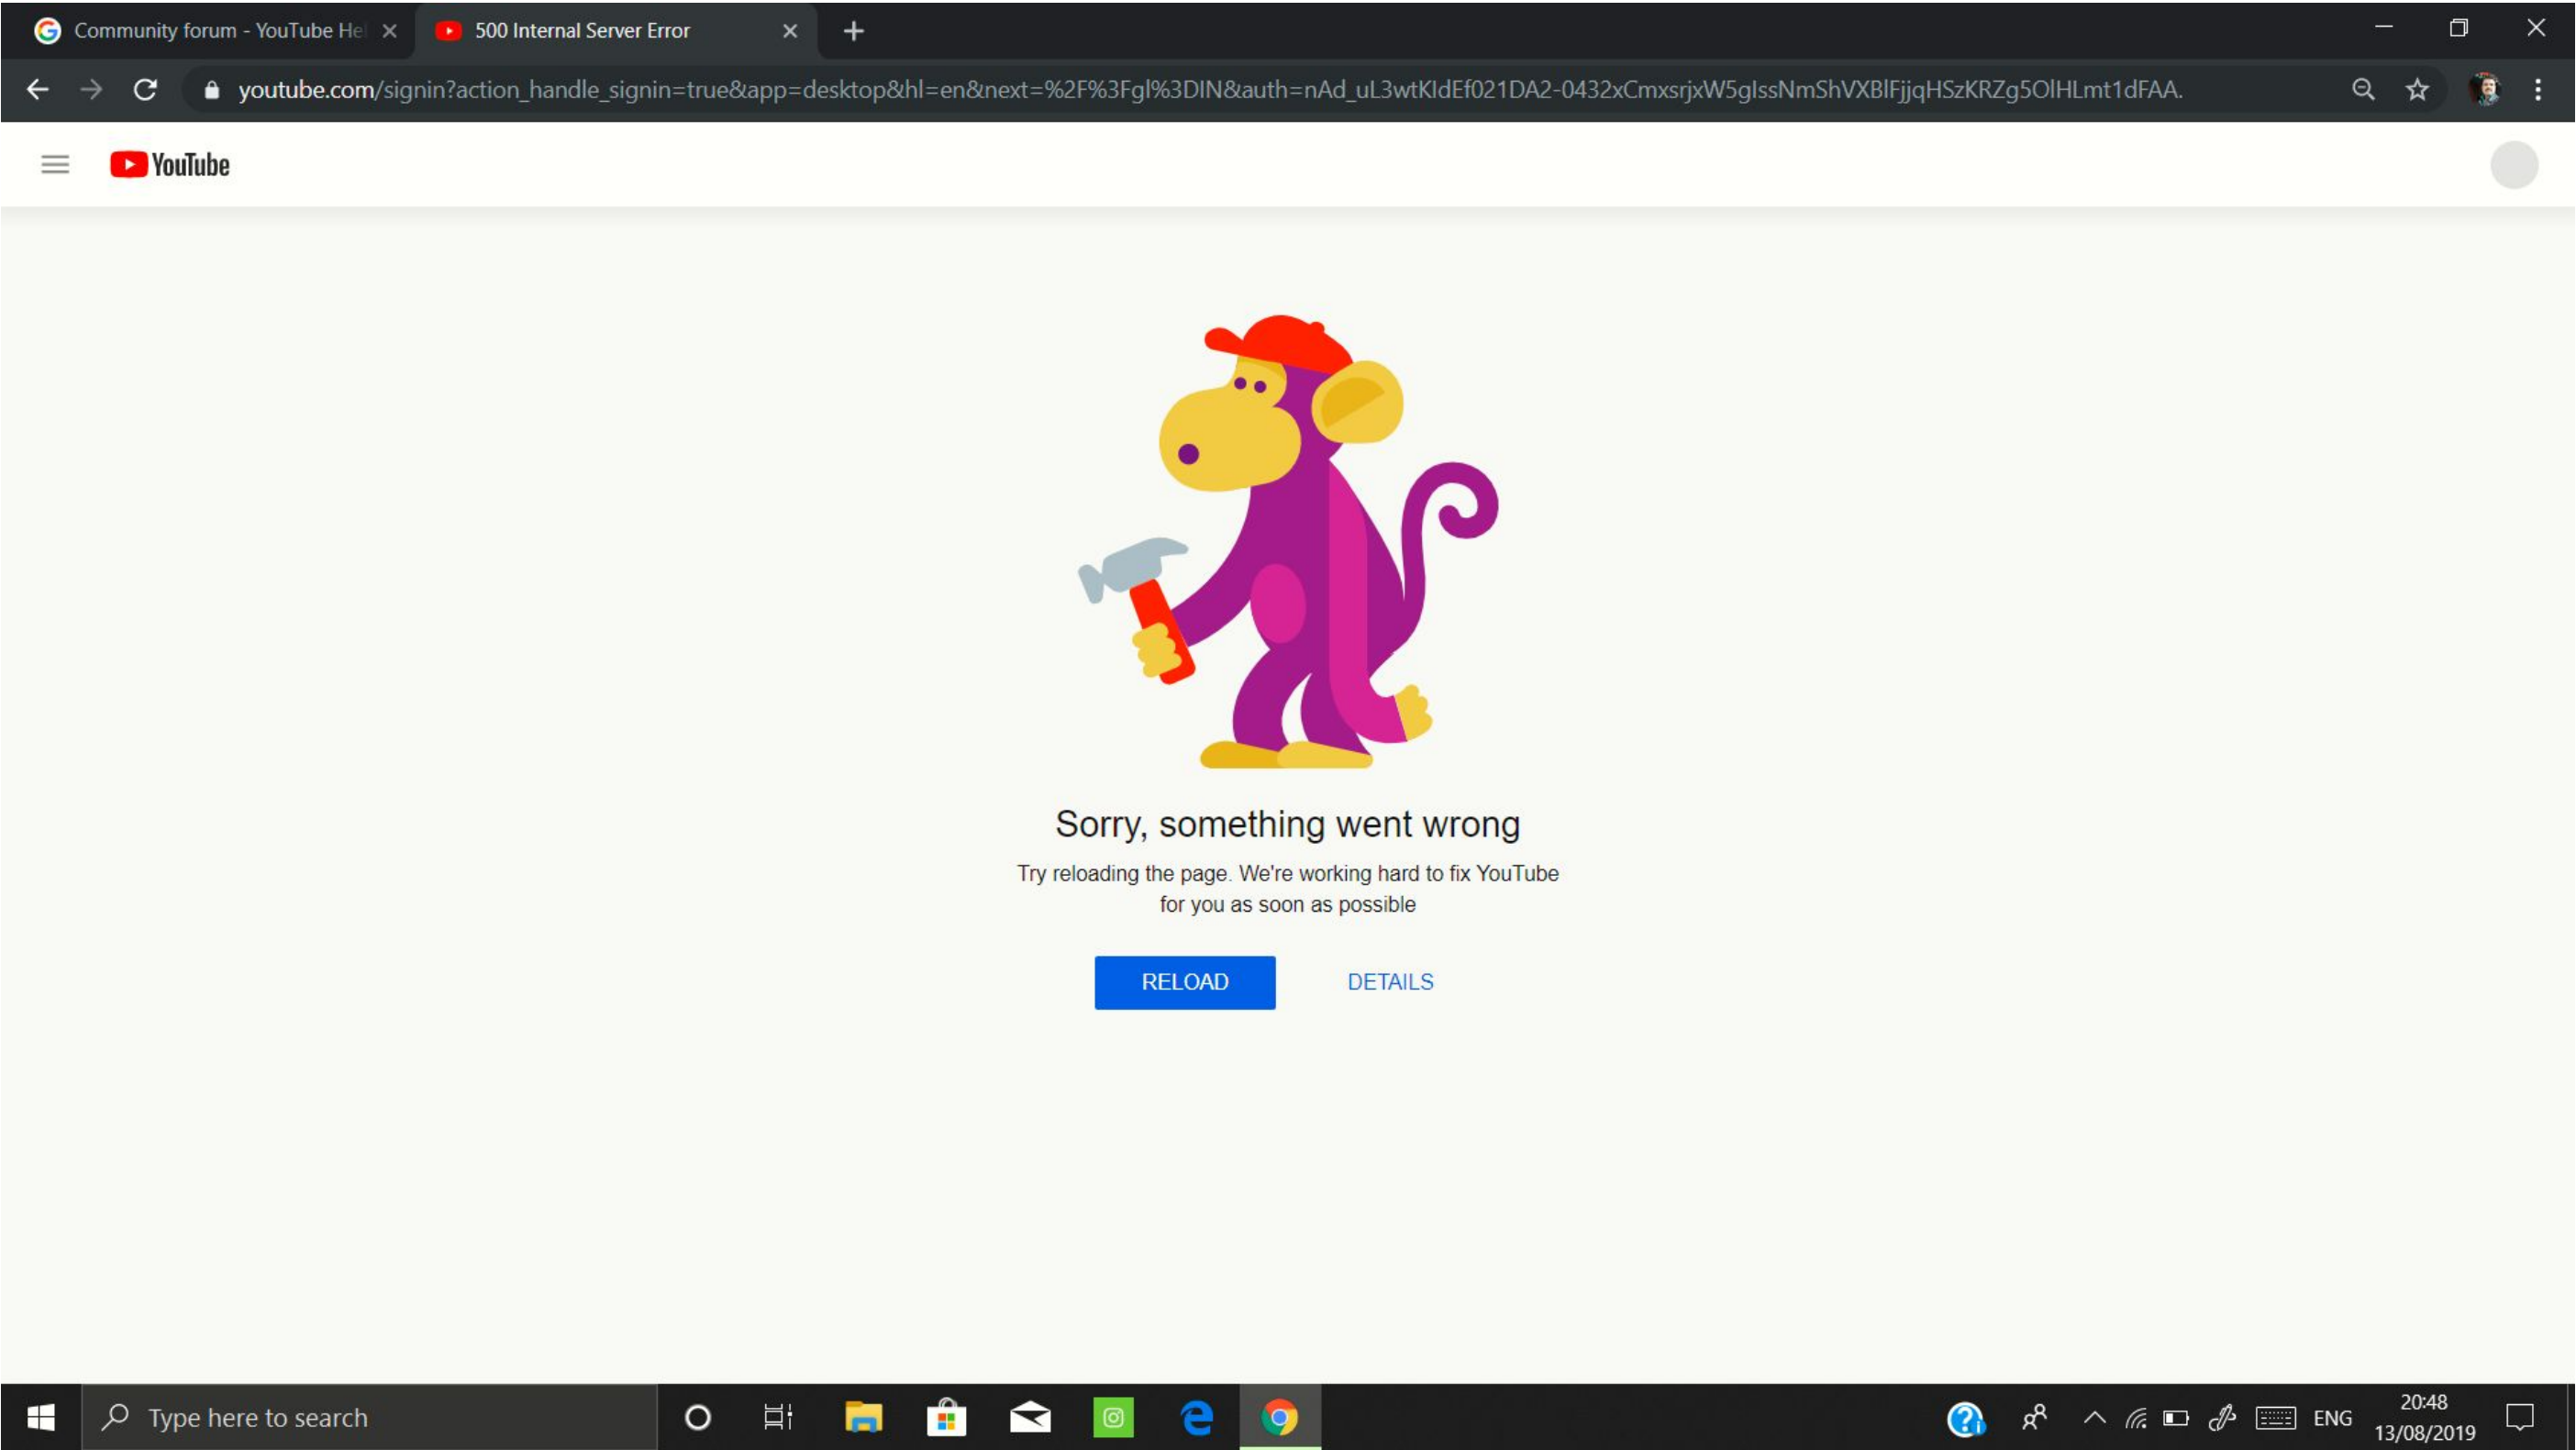 Community forum - YouTube Hel
500 Internal Server Error
youtube.com/signin?action_handle_signin=true&app=desktop&hl=en&next=%2F%3Fgl%3DIN&auth=nAd_uL3wtKIdEf021DA2-0432xCmxsrjxW5gIssNmShVXBlFjjqHSzKRZg5OlHLmt1dFAA.
YouTube
Sorry, something went wrong
Try reloading the page. We're working hard to fix YouTube
for you as soon as possible
RELOAD
DETAILS
Type here to search
ENG
20:48
13/08/2019